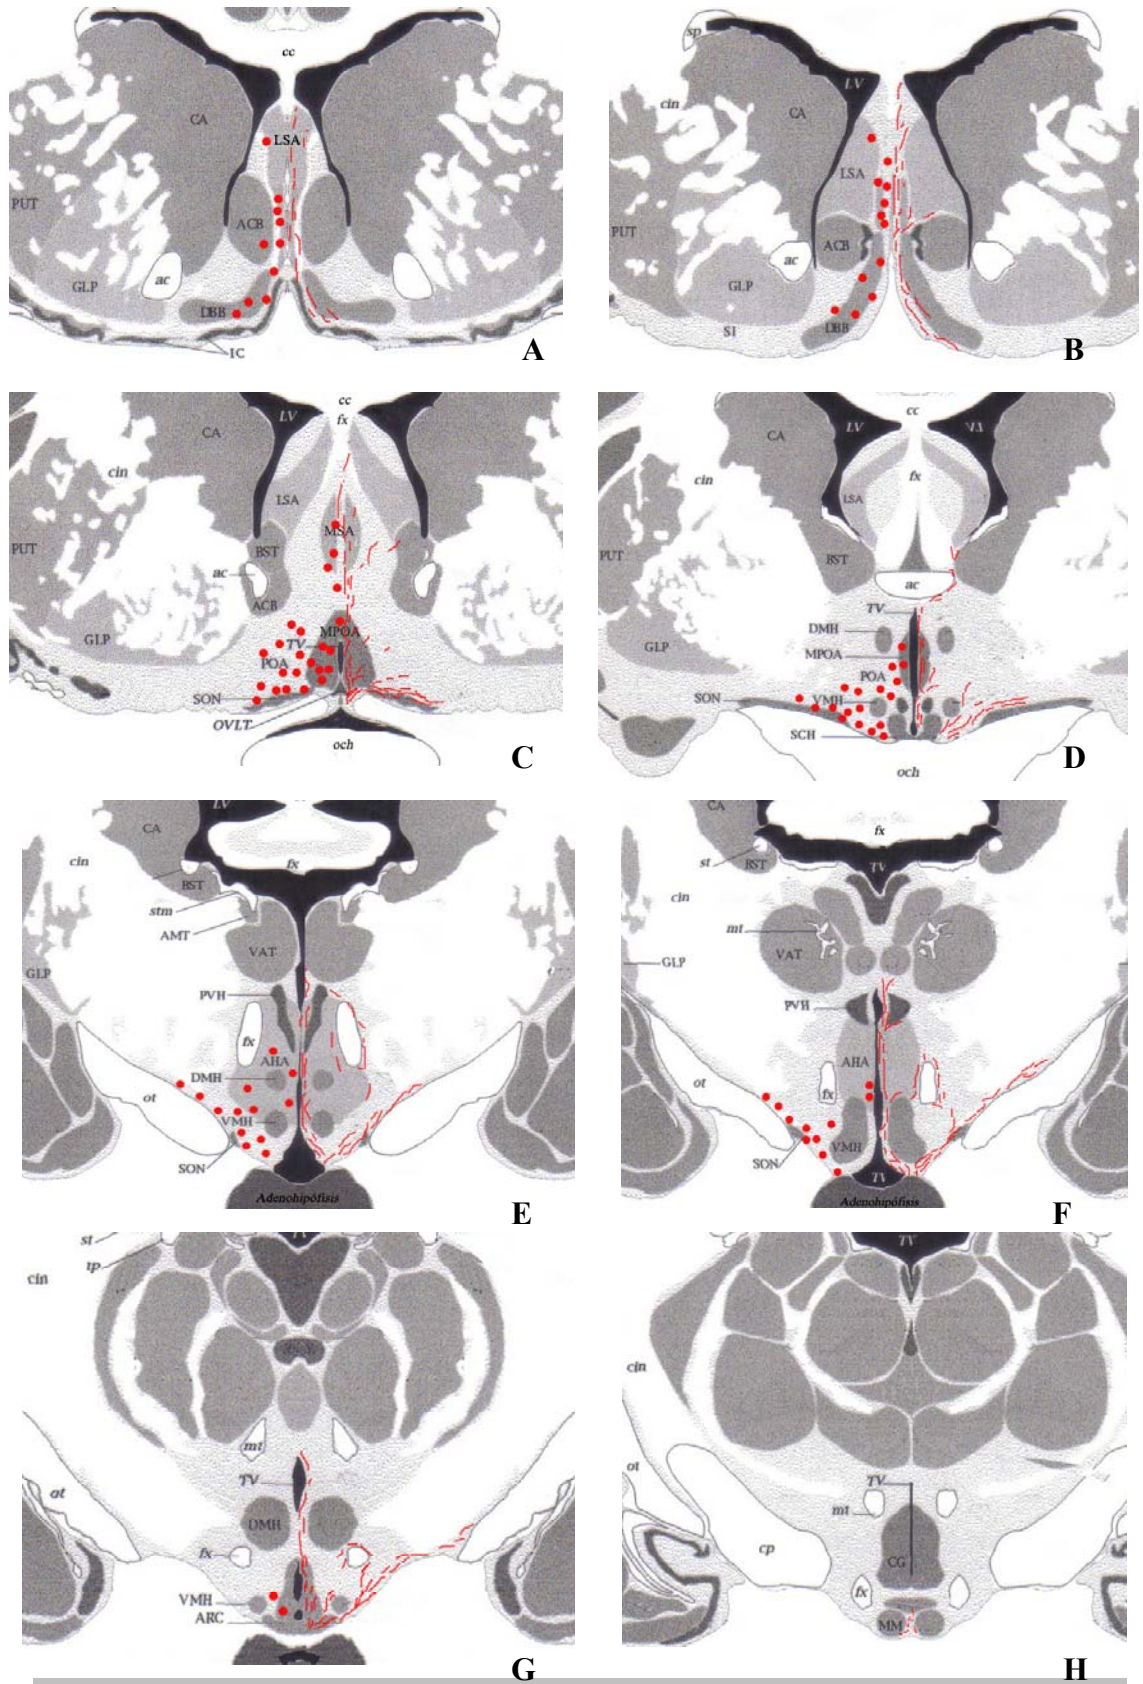 cc
CA
LSA
PUT
ACB
ac
GLP
DBB
IC
A
sp
LV
cin
CA
LSA
PUT
ACB
ac
GLP
SI
DBB
B
cc
LV
fx
CA
cin
LSA
MSA
PUT
BST
ac
ACB
GLP
MPOA
TV
POA
SON
OVLT
och
C
cc
LV
LV
CA
fx
cin
LSA
PUT
BST
ac
TV
DMH
GLP
MPOA
POA
SON
VMH
SCH
och
D
LV
CA
cin
fx
BST
stm
AMT
VAT
GLP
PVH
fx
AHA
DMH
ot
VMH
SON
Adenohipófisis
E
CA
fx
st
BST
TV
cin
mt
VAT
GLP
PVH
AHA
ot
fx
SON
VMH
TV
Adenohipófisis
F
st
cin
mt
TV
ot
DMH
fx
VMH
ARC
G
TV
cin
ot
TV
mt
cp
CG
fx
MM
H